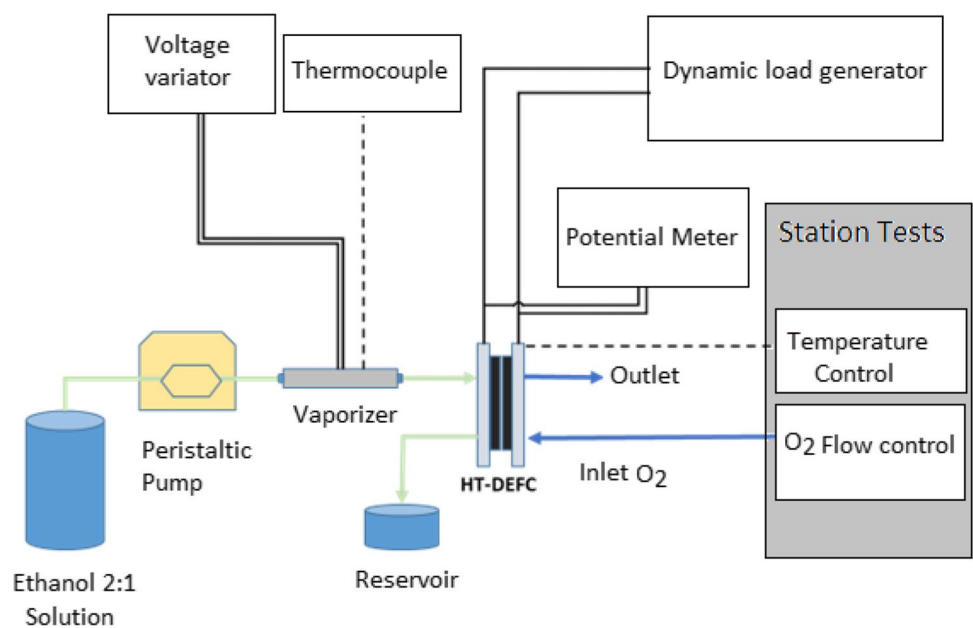 Voltage
variator
Thermocouple
Dynamic load generator
Potential Meter
Station Tests
Temperature
Control
O2 Flow control
Outlet
Inlet O2
HT-DEFC
Vaporizer
Peristaltic
Pump
Reservoir
Ethanol 2:1
Solution